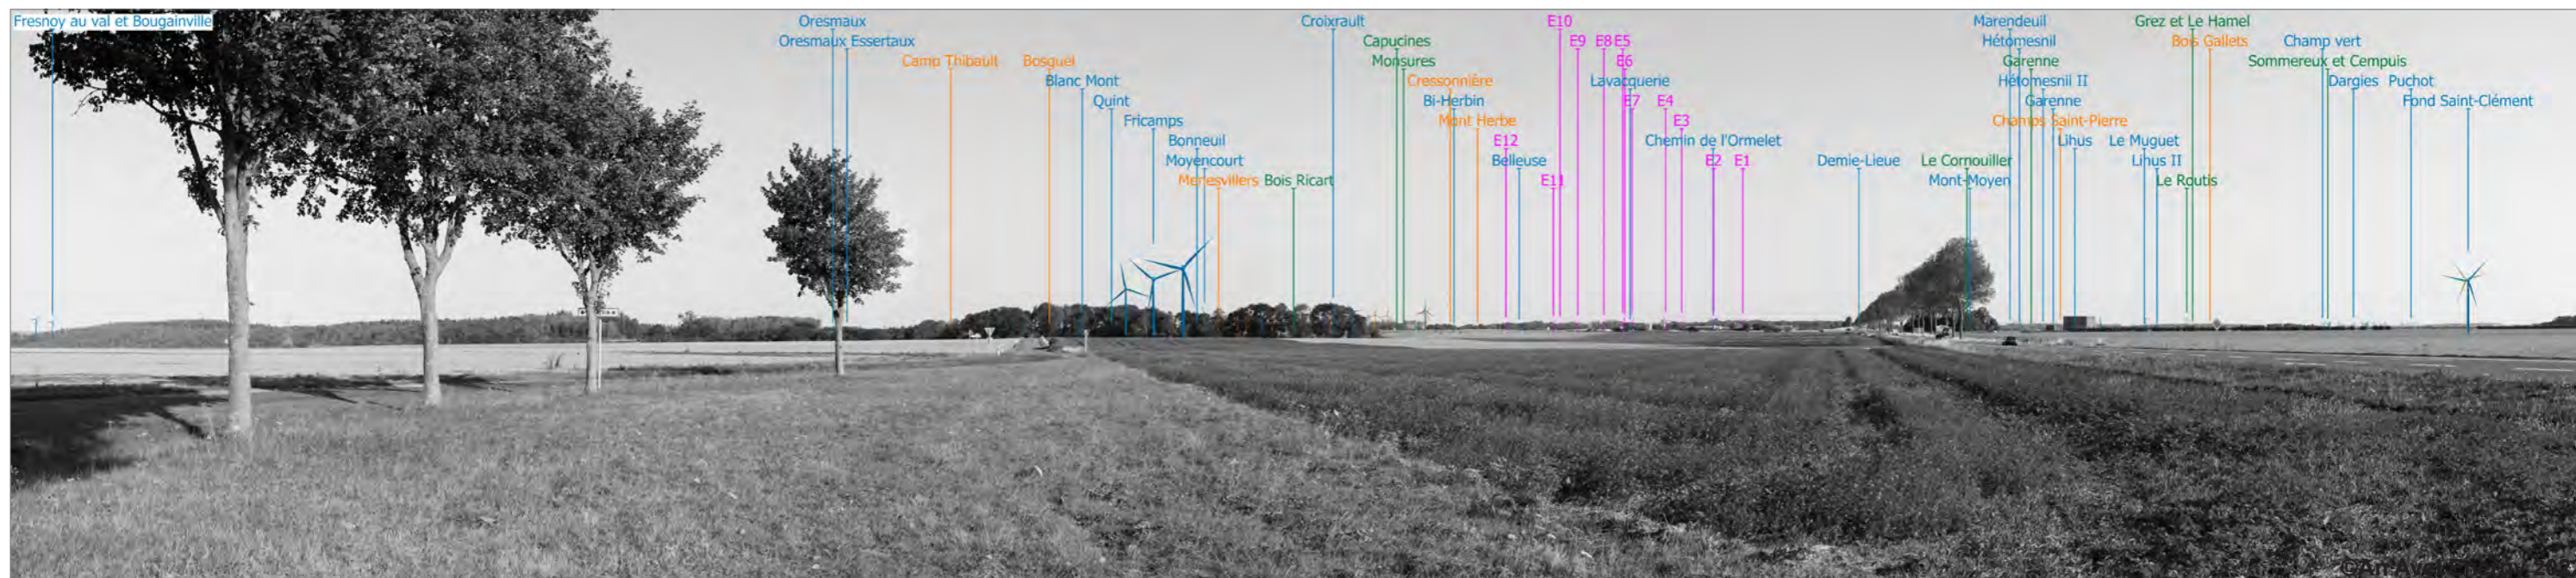 Fresnoy au val et Bougainville
Oresmaux
Croixrault
E10
Marendeuil
Grez et Le Hamel
Oresmaux Essertaux
Capucines
E9
E8
E5
Hétomesnil
Bois Gallets
Champ vert
Camp Thibault
Bosguel
Monsures
E6
Garenne
Sommereux et Cempuis
Blanc Mont
Cressonnière
Lavacquerie
Hétomesnil II
Dargies
Puchot
Quint
Bi-Herbin
E7
E4
Garenne
Fond Saint-Clément
Fricamps
Mont Herbe
E3
Champs Saint-Pierre
Bonneuil
E12
Chemin de l'Ormelet
Lihus
Le Muguet
Moyencourt
Belleuse
E2
E1
Demie-Lieue
Le Cornouiller
Lihus II
Menesvillers
Bois Ricart
E11
Mont-Moyen
Le Routis